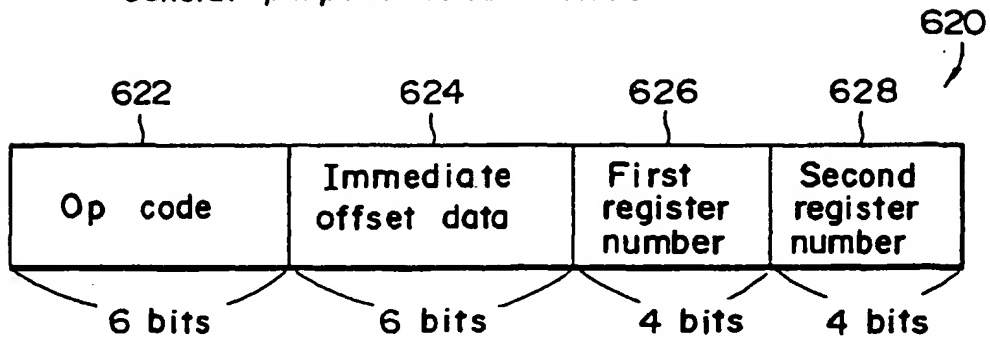 620
622 624 626 628
Op code
Immediate
offset data
First
register
number
Second
register
number
6 bits 6 bits 4 bits 4 bits